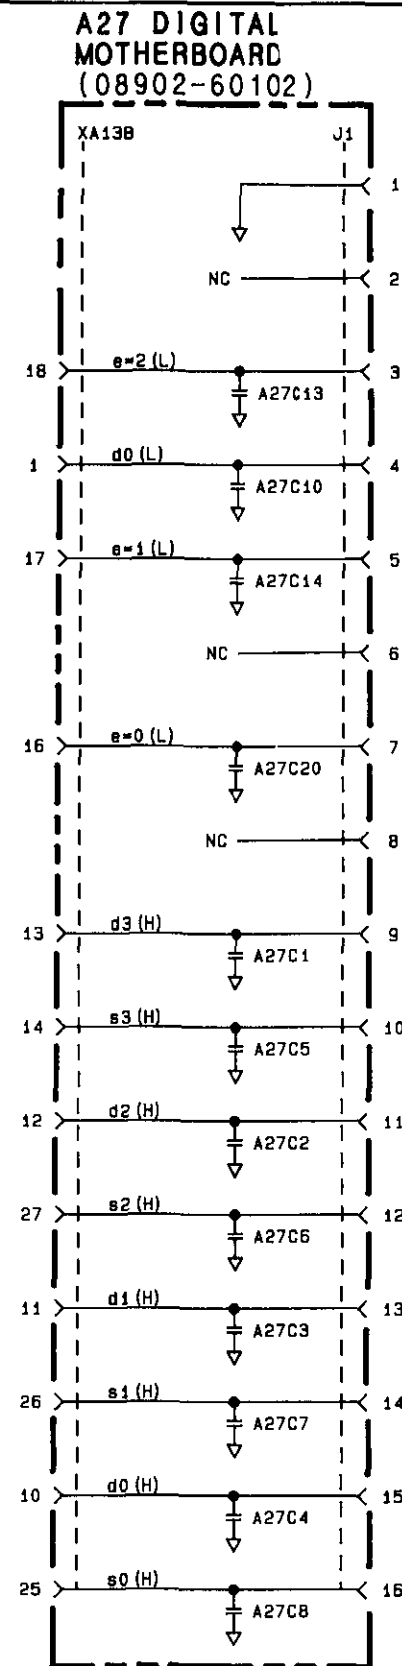 A27 DIGITAL
MOTHERBOARD
(08902-60102)
XA13B J1
1
NC 2
18 e=2(L) 3
A27C13
1 d0(L) 4
A27C10
17 e=1(L) 5
A27C14
NC 6
16 e=0(L) 7
A27C20
NC 8
13 d3(H) 9
A27C1
14 s3(H) 10
A27C5
12 d2(H) 11
A27C2
27 s2(H) 12
A27C6
11 d1(H) 13
A27C3
26 s1(H) 14
A27C7
10 d0(H) 15
A27C4
25 s0(H) 16
A27C8